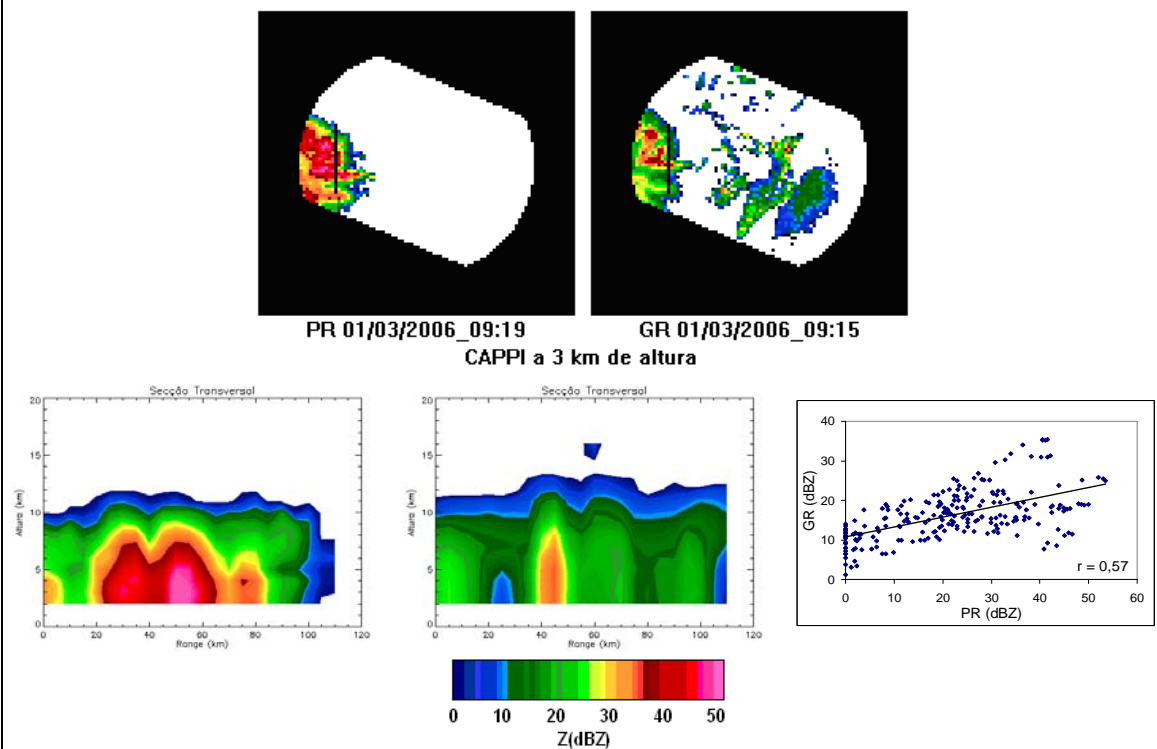 PR 01/03/2006_09:19
GR 01/03/2006_09:15
CAPPI a 3 km de altura
Secção Transversal
20
15
10
5
0
Altura (km)
0 20 40 60 80 100 120
Range (km)
Secção Transversal
20
15
10
5
0
Altura (km)
0 20 40 60 80 100 120
Range (km)
40
30
20
10
0
GR (dBZ)
r = 0,57
0 10 20 30 40 50 60
PR (dBZ)
0 10 20 30 40 50
Z(dBZ)